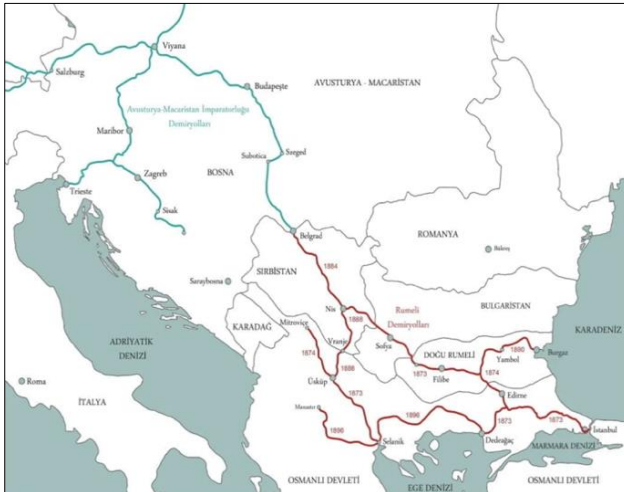 Viyana
Salzburg
Budapeşte
AVUSTURYA - MACARİSTAN
Avusturya-Macaristan İmparatorluğu
Demiryolları
Maribor
Szeged
Subotica
Zagreb
BOSNA
Trieste
Sisak
Belgrad
ROMANYA
Bükreş
SIRBİSTAN
1884
Saraybosna
Niş
Rumeli
Demiryolları
BULGARİSTAN
KARADENİZ
KARADAĞ
Mitroviçe
1888
Sofya
ADRİYATİK
DENİZİ
Vranje
DOĞU RUMELİ
1890
Yambol
Burgaz
1874
1888
1873
Filibe
1874
Üsküp
Roma
1873
Edirne
İTALYA
Manastır
1896
1873
1873
İstanbul
1896
Selanik
Dedeağaç
MARMARA DENİZİ
OSMANLI DEVLETİ
EGE DENİZİ
OSMANLI DEVLETİ